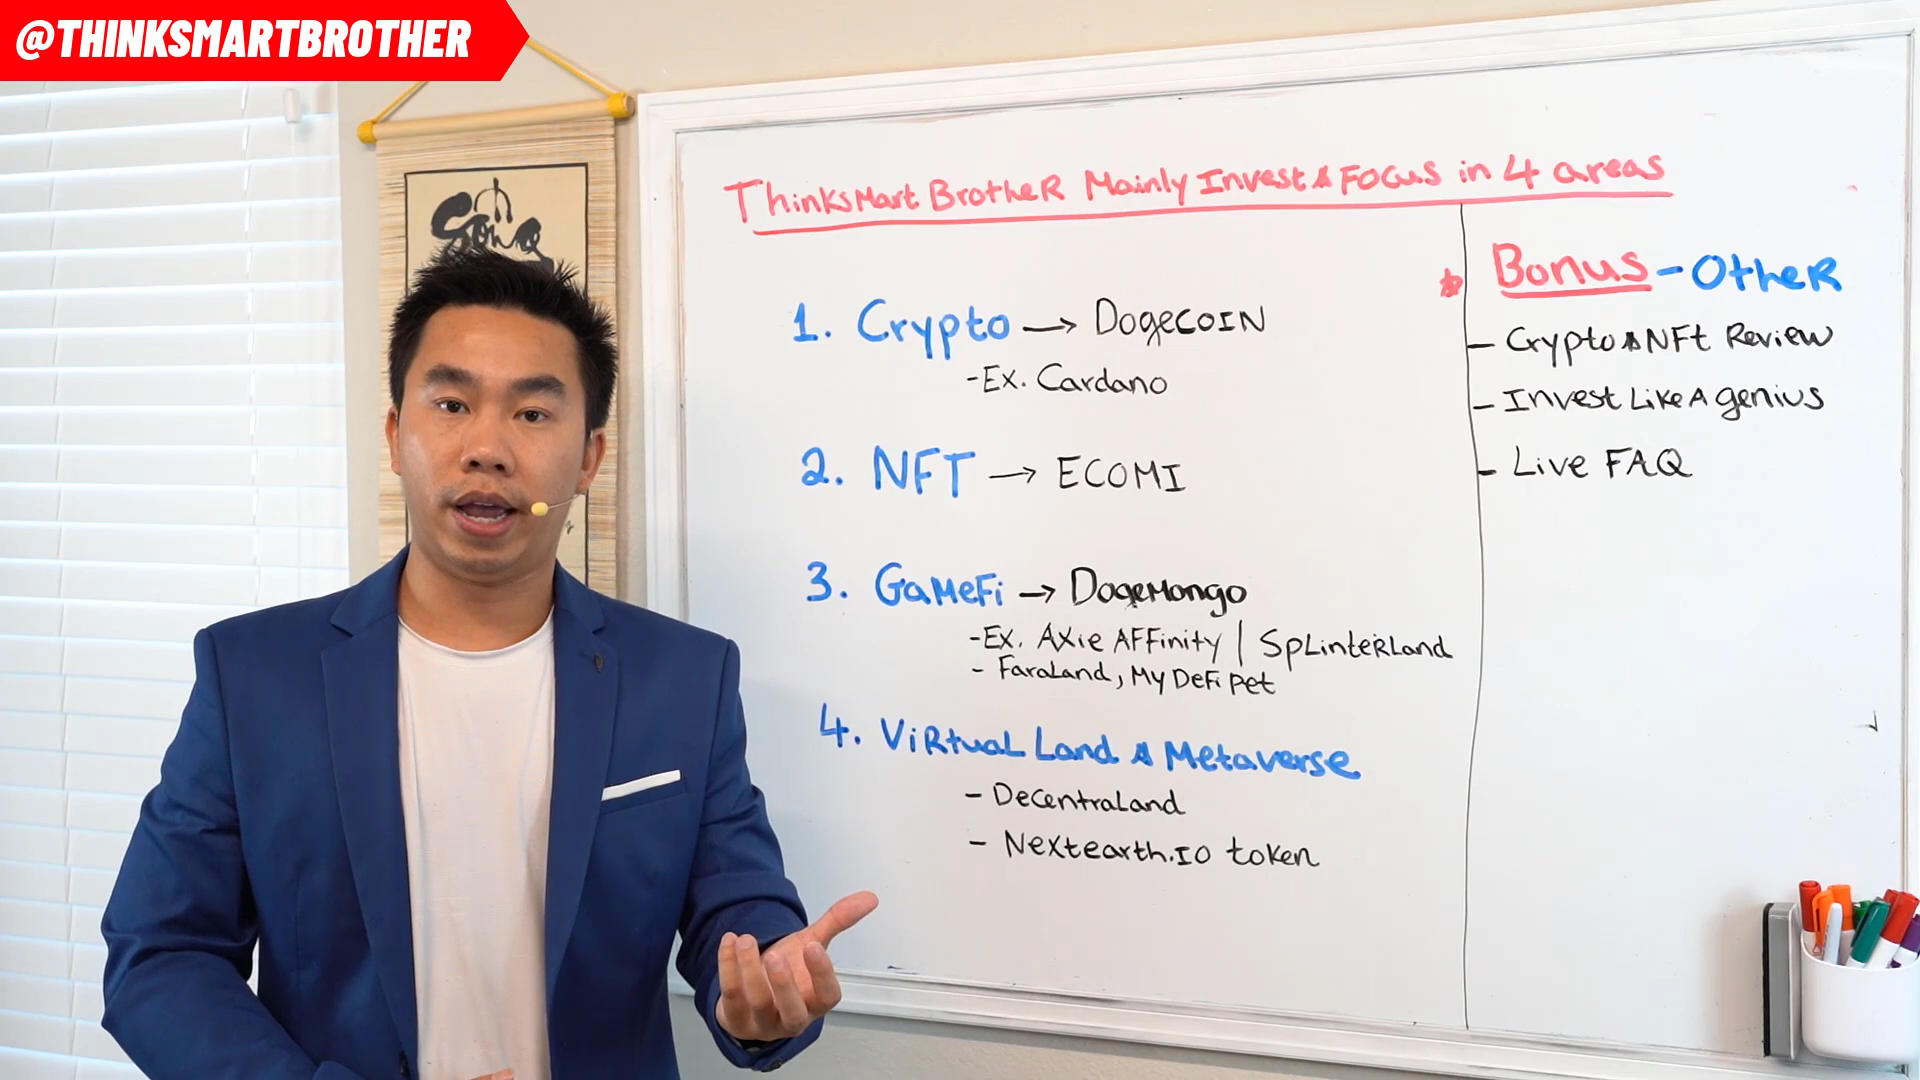 @THINKSMARTBROTHER
ThinksMart BrotheR Mainly Invest & Focus in 4 areas
1. Crypto → DOGECOIN
-Ex. Cardano
2. NFT → ECOMI
3. GaMeFi → DogeMongo
-Ex. AXie AFFinity | SpLinteRLand
- FaraLand, My DeFi pet
4. ViRtuaL Land & Metaverse
- DecentraLand
- Nextearth.IO token
Bonus - OtheR
- Crypto & NFt Review
- Invest Like A genius
- Live FAQ